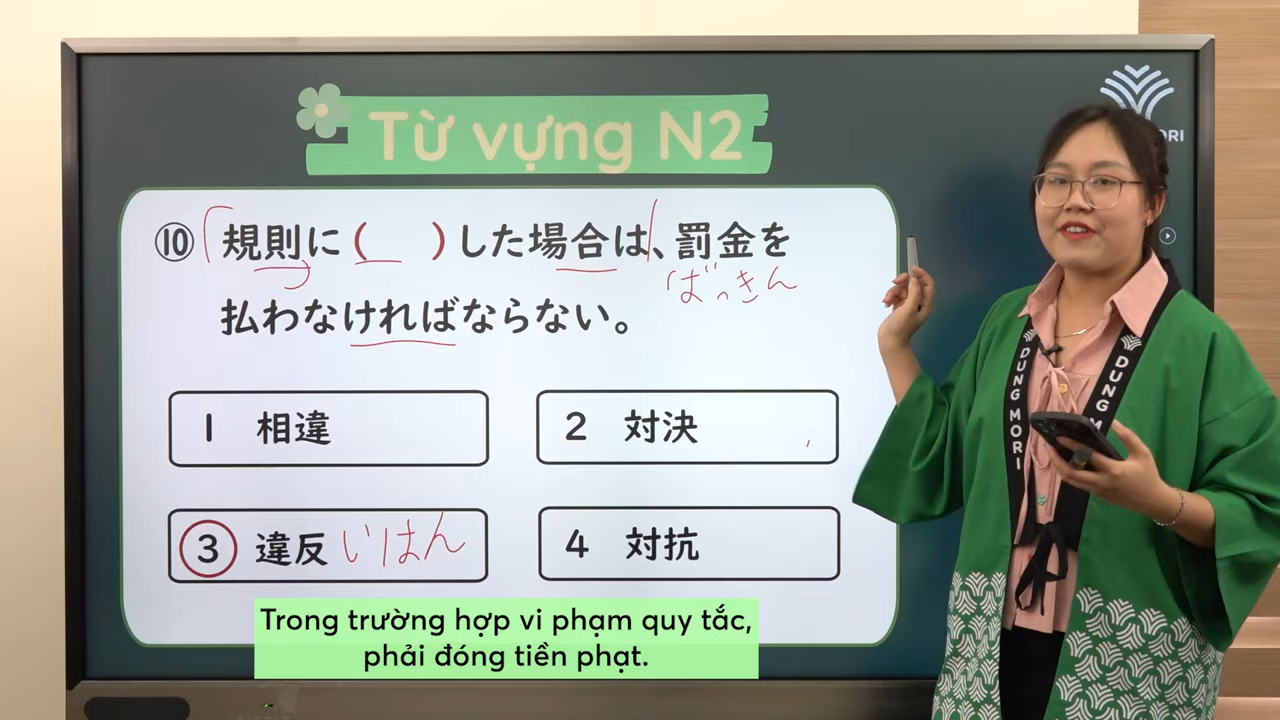 Từ vựng N2
⑩ 規則に( )した場合は、罰金を
ばっきん
払わなければならない。
1 相違
2 対決
3 違反 いはん
4 対抗
Trong trường hợp vi phạm quy tắc,
phải đóng tiền phạt.
ORI
DUNG MORI
DUNG M